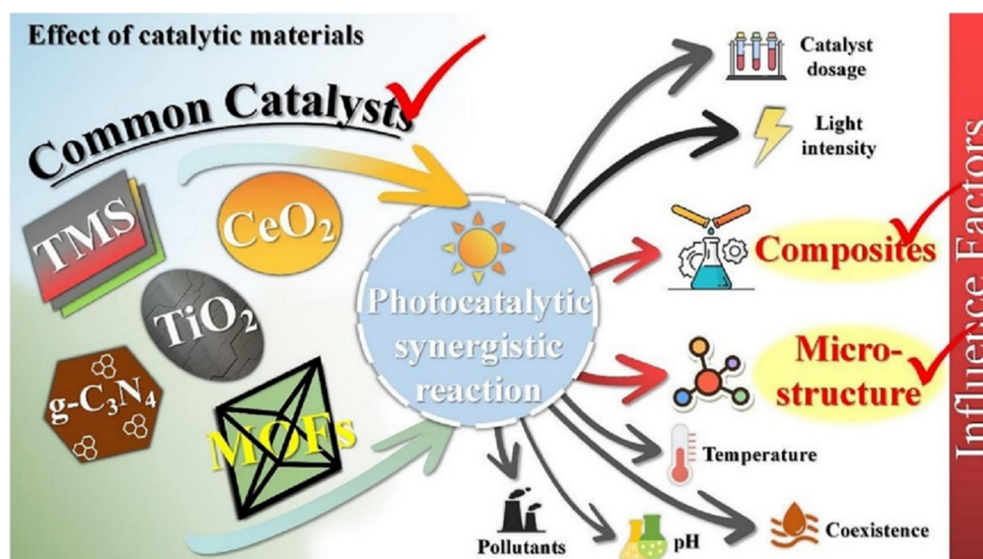 Effect of catalytic materials
Common Catalysts
TMS
CeO₂
TiO₂
g-C₃N₄
MOFs
Photocatalytic
synergistic
reaction
Catalyst
dosage
Light
intensity
Composites
Micro-
structure
Temperature
Coexistence
pH
Pollutants
Influence Factors